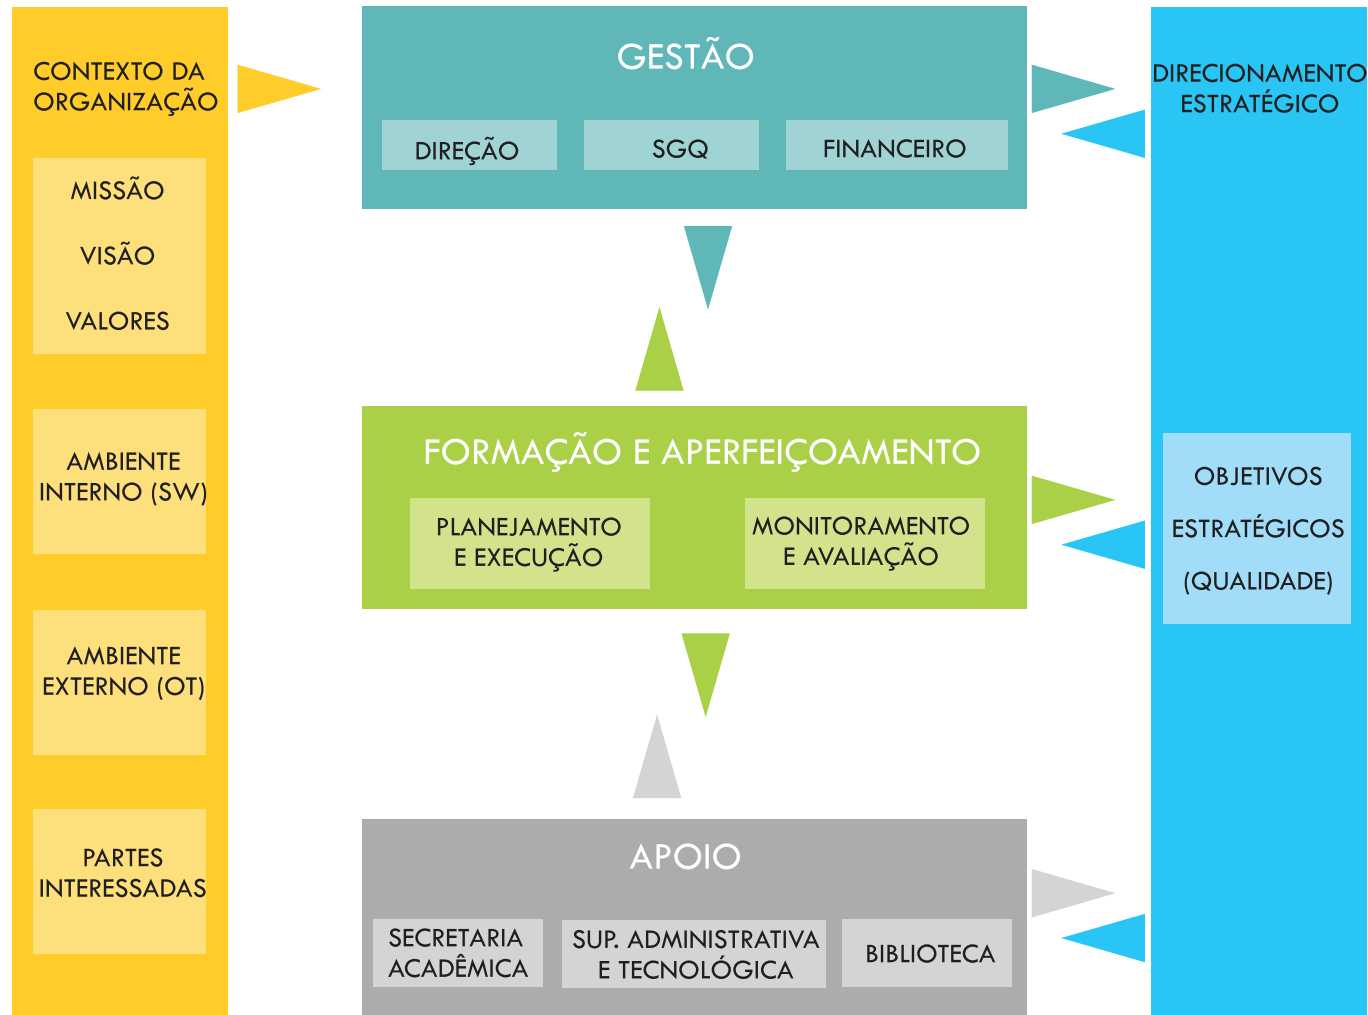 CONTEXTO DA
ORGANIZAÇÃO
MISSÃO
VISÃO
VALORES
AMBIENTE
INTERNO (SW)
AMBIENTE
EXTERNO (OT)
PARTES
INTERESSADAS
GESTÃO
DIREÇÃO
SGQ
FINANCEIRO
FORMAÇÃO E APERFEIÇOAMENTO
PLANEJAMENTO
E EXECUÇÃO
MONITORAMENTO
E AVALIAÇÃO
APOIO
SECRETARIA
ACADÊMICA
SUP. ADMINISTRATIVA
E TECNOLÓGICA
BIBLIOTECA
DIRECIONAMENTO
ESTRATÉGICO
OBJETIVOS
ESTRATÉGICOS
(QUALIDADE)